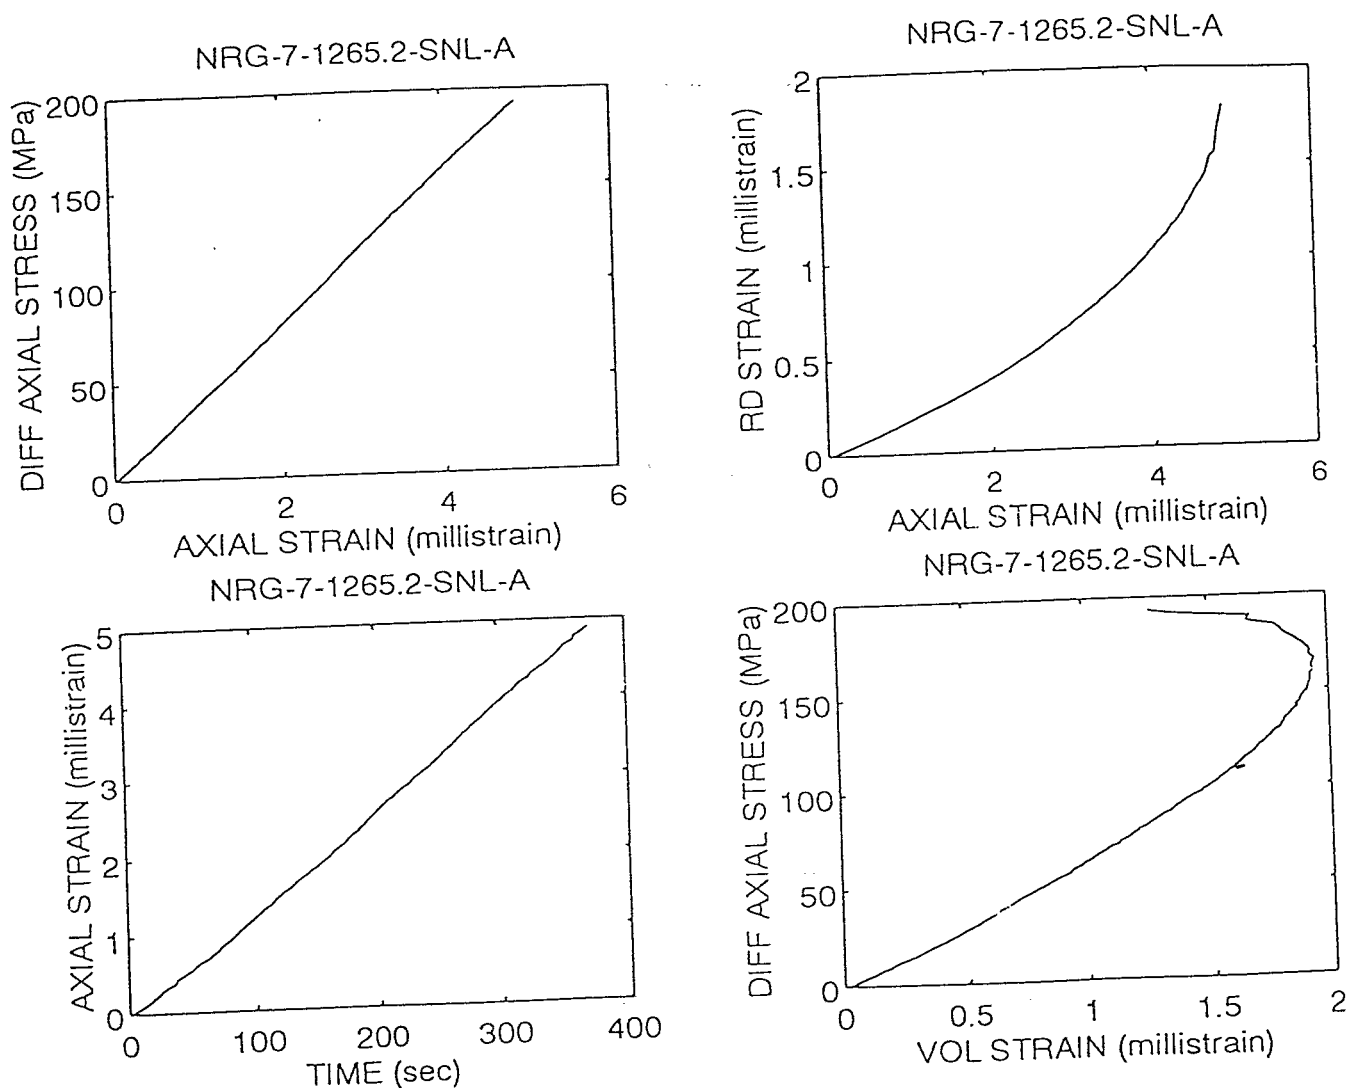 NRG-7-1265.2-SNL-A
DIFF AXIAL STRESS (MPa)
200
150
100
50
0
0 2 4 6
AXIAL STRAIN (millistrain)
NRG-7-1265.2-SNL-A
RD STRAIN (millistrain)
2
1.5
1
0.5
0
0 2 4 6
AXIAL STRAIN (millistrain)
NRG-7-1265.2-SNL-A
AXIAL STRAIN (millistrain)
5
4
3
2
1
0
0 100 200 300 400
TIME (sec)
NRG-7-1265.2-SNL-A
DIFF AXIAL STRESS (MPa)
200
150
100
50
0
0 0.5 1 1.5 2
VOL STRAIN (millistrain)